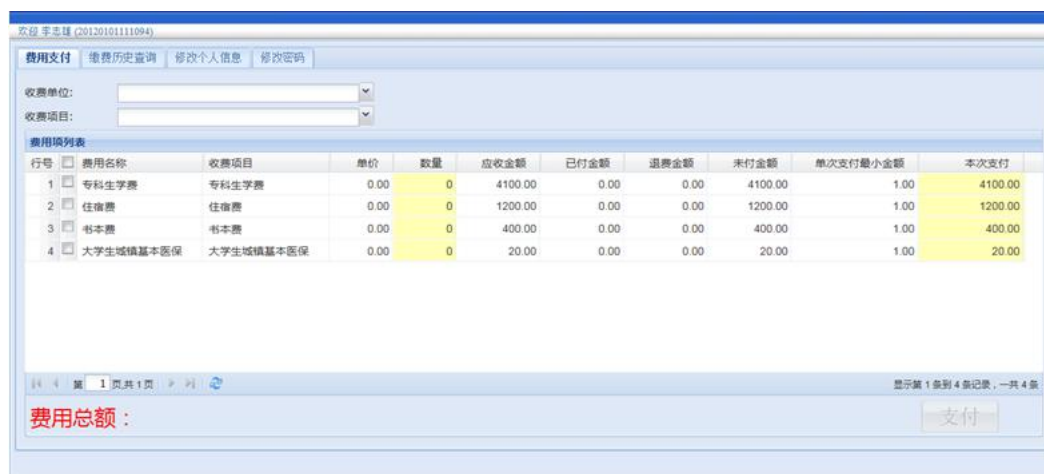 欢迎 李志雄 (20120101111094)
费用支付 缴费历史查询 修改个人信息 修改密码
收费单位:
收费项目:
费用项列表
行号 费用名称 收费项目 单价 数量 应收金额 已付金额 退费金额 未付金额 单次支付最小金额 本次支付
1 专科生学费 专科生学费 0.00 0 4100.00 0.00 0.00 4100.00 1.00 4100.00
2 住宿费 住宿费 0.00 0 1200.00 0.00 0.00 1200.00 1.00 1200.00
3 书本费 书本费 0.00 0 400.00 0.00 0.00 400.00 1.00 400.00
4 大学生城镇基本医保 大学生城镇基本医保 0.00 0 20.00 0.00 0.00 20.00 1.00 20.00
第 1 页,共1页 显示第 1 条到 4 条记录，一共 4 条
费用总额： 支付